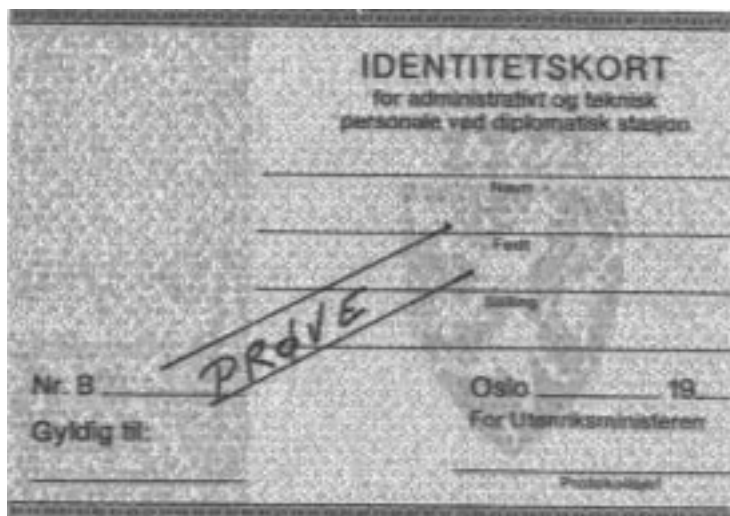 IDENTITETSKORT
for administrativt og teknisk
personale ved diplomatisk stasjon
Navn
Født
Stilling
PRØVE
Nr. B
Oslo 19
Gyldig til:
For Utenriksministeren
Protokollsjef